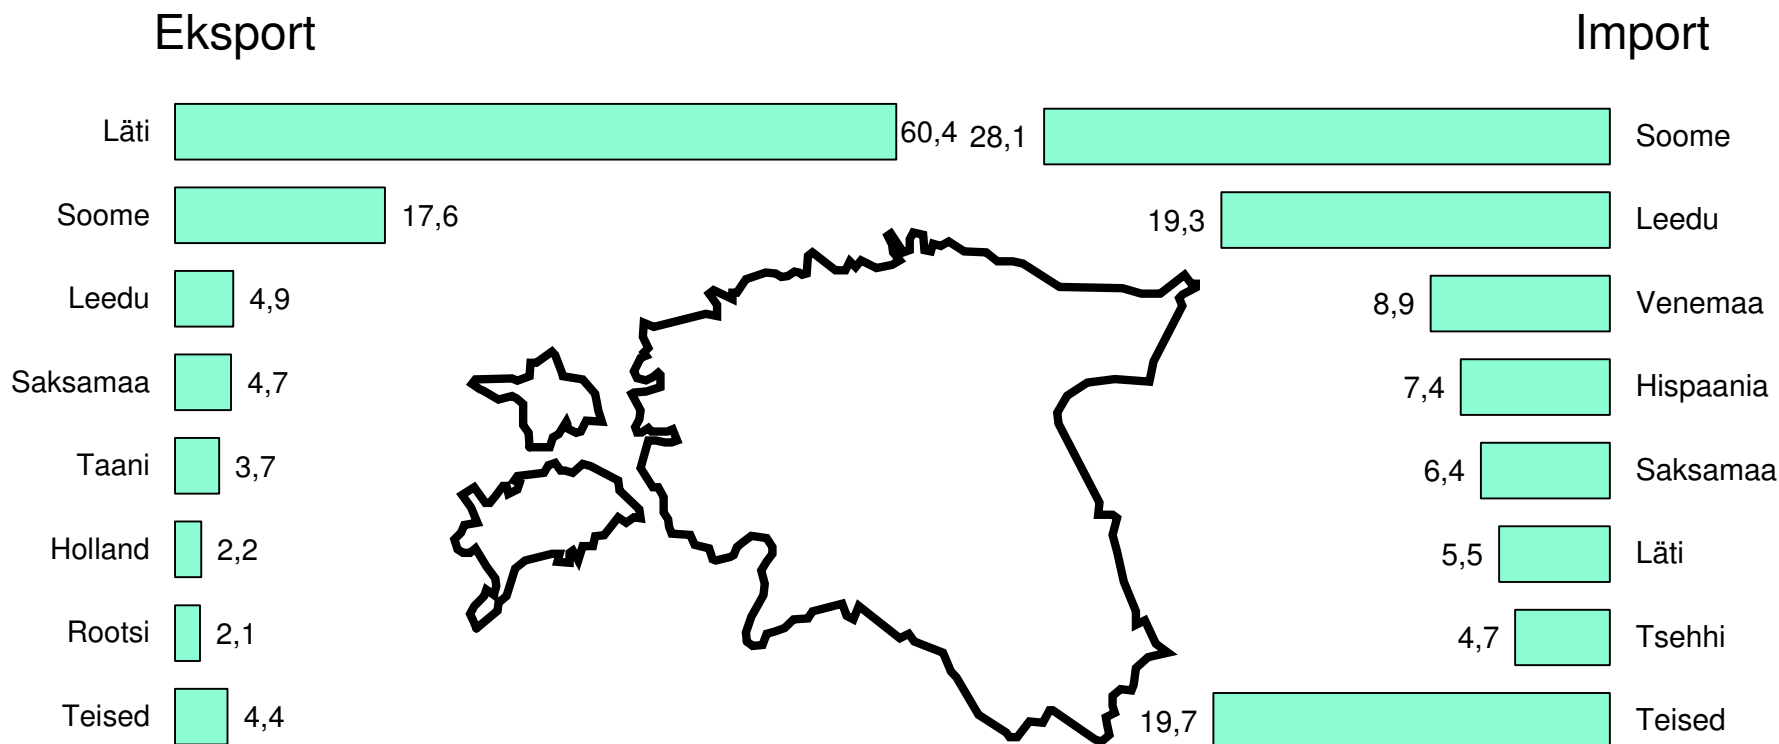 Eksport
Import
Läti 60,4
28,1 Soome
Soome 17,6
19,3 Leedu
Leedu 4,9
8,9 Venemaa
Saksamaa 4,7
7,4 Hispaania
Taani 3,7
6,4 Saksamaa
Holland 2,2
5,5 Läti
Rootsi 2,1
4,7 Tsehhi
Teised 4,4
19,7 Teised